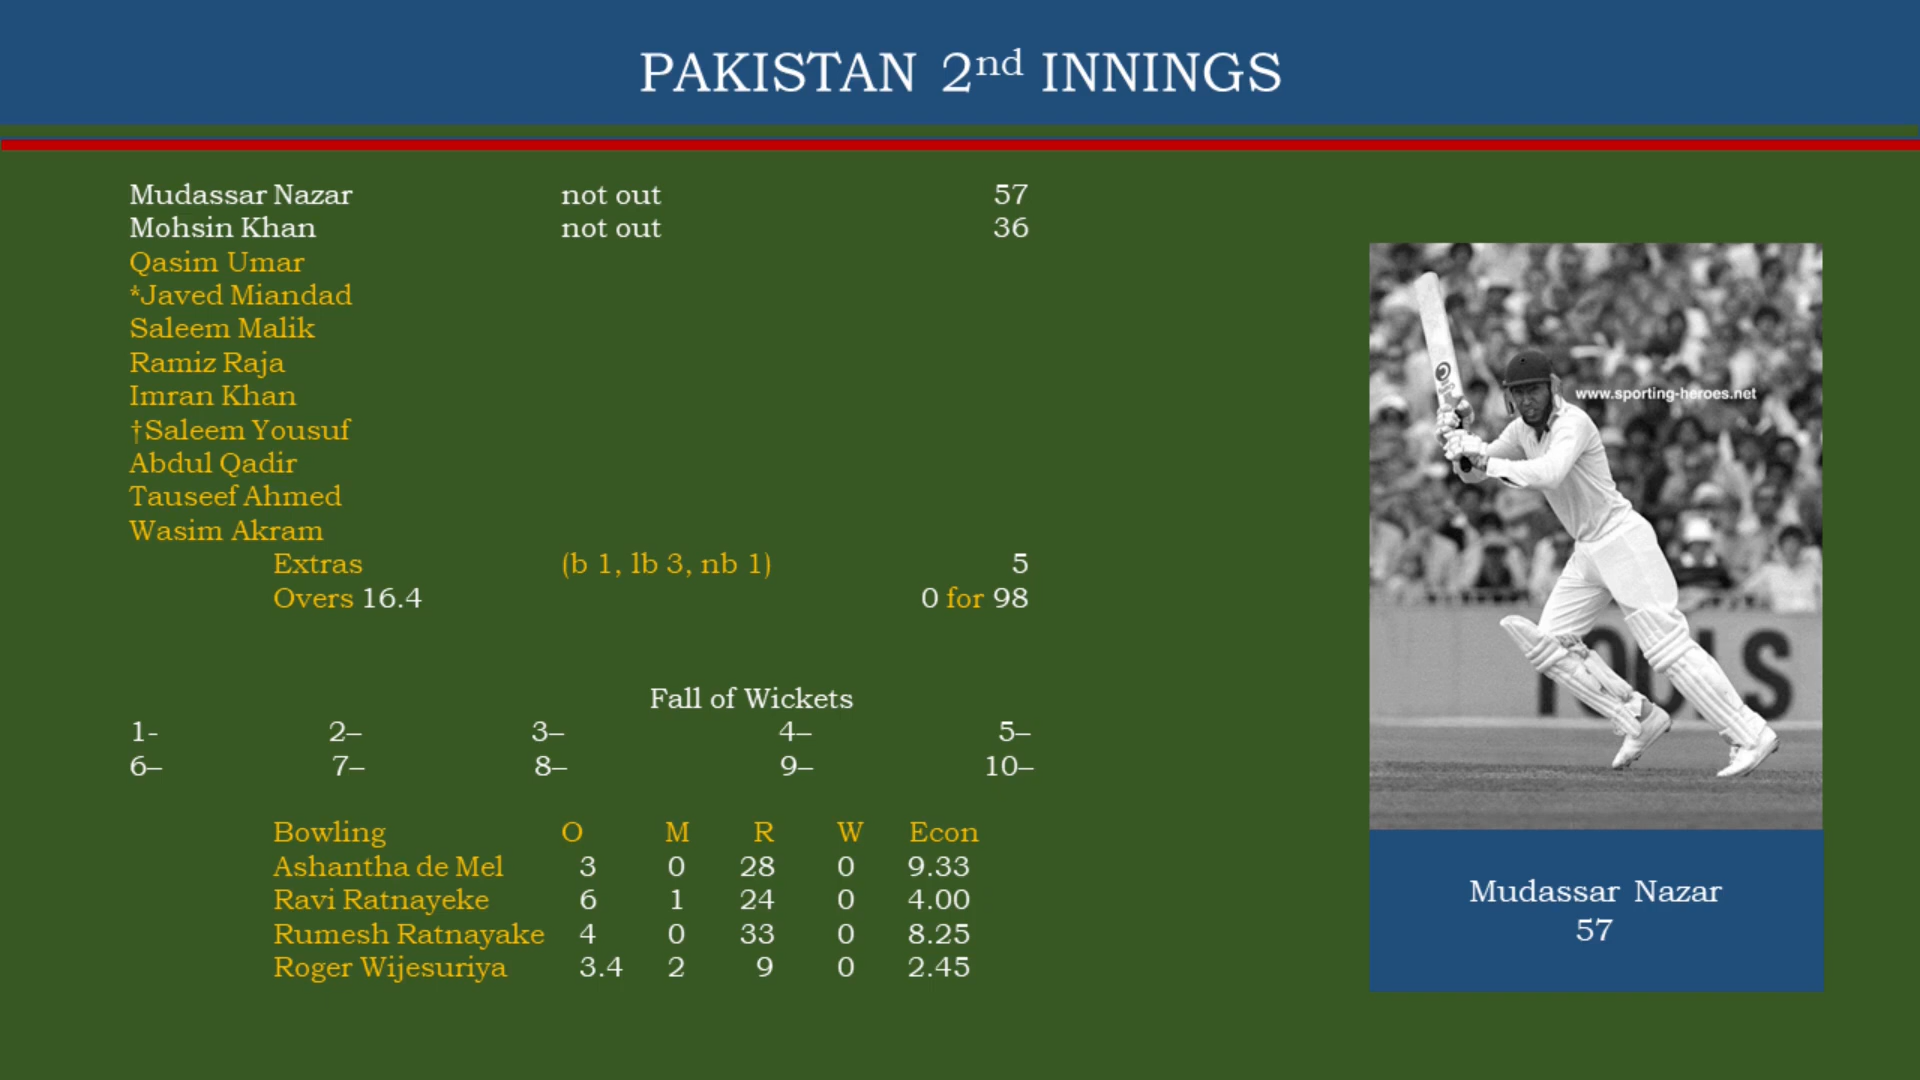 PAKISTAN 2nd INNINGS
Mudassar Nazar not out 57
Mohsin Khan not out 36
Qasim Umar
*Javed Miandad
Saleem Malik
Ramiz Raja
Imran Khan
†Saleem Yousuf
Abdul Qadir
Tauseef Ahmed
Wasim Akram
Extras (b 1, lb 3, nb 1) 5
Overs 16.4 0 for 98
Fall of Wickets
1- 2– 3– 4– 5–
6– 7– 8– 9– 10–
Bowling O M R W Econ
Ashantha de Mel 3 0 28 0 9.33
Ravi Ratnayeke 6 1 24 0 4.00
Rumesh Ratnayake 4 0 33 0 8.25
Roger Wijesuriya 3.4 2 9 0 2.45
www.sporting-heroes.net
Mudassar Nazar
57